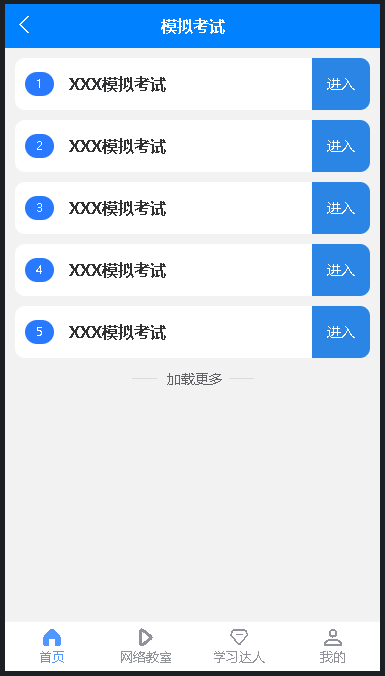 模拟考试
1 XXX模拟考试 进入
2 XXX模拟考试 进入
3 XXX模拟考试 进入
4 XXX模拟考试 进入
5 XXX模拟考试 进入
加载更多
首页 网络教室 学习达人 我的